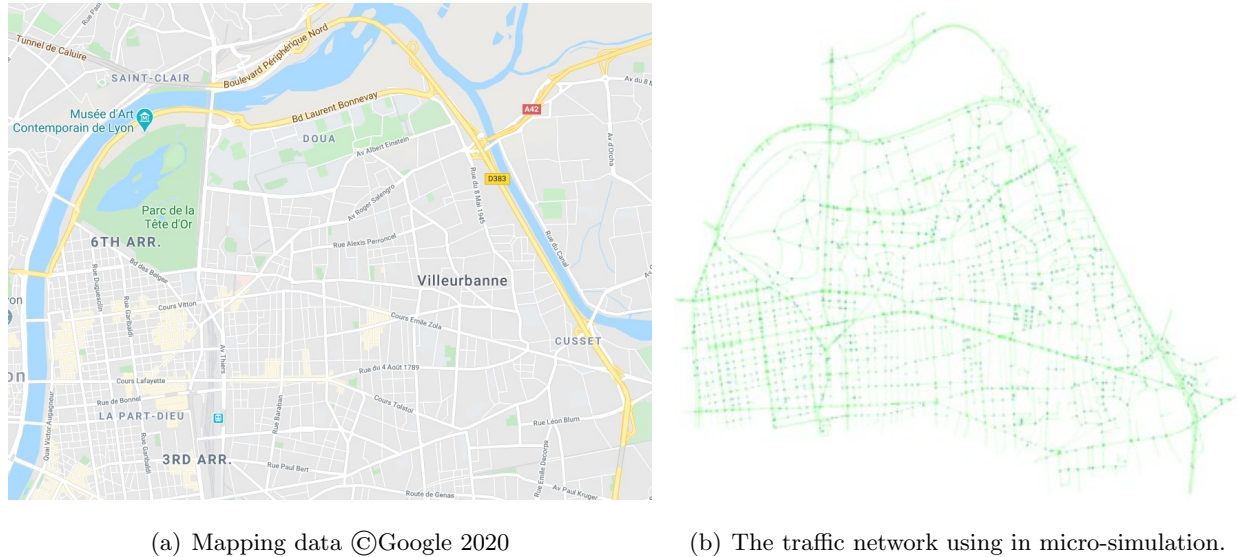 Rue Pas
Tunnel de Caluire
Boulevard Périphérique Nord
SAINT-CLAIR
Av du 8 M
A42
Musée d'Art
Contemporain de Lyon
Bd Laurent Bonnevay
DOUA
Av Albert Einstein
Av d'Orcha
D383
Rue du 8 Mai 1945
Av Roger Salengro
Parc de la
Tête d'Or
Rue Alexis Perroncel
Rue du Canal
6TH ARR.
Bd des Belges
Rue Duguesclin
Rue Garibaldi
Villeurbanne
Cours Vitton
Cours Emile Zola
CUSSET
yon
on
Av Thiers
Cours Lafayette
Rue du 4 Août 1789
Rue de Bonnel
Cours Tolstoï
LA PART-DIEU
Rue Baraban
Rue Léon Blum
Quai Victor Augagneur
Rue Garibaldi
3RD ARR.
Rue Paul Bert
Rue Emile Decorps
Route de Genas
Av Paul Kruger
(a) Mapping data ©Google 2020
(b) The traffic network using in micro-simulation.